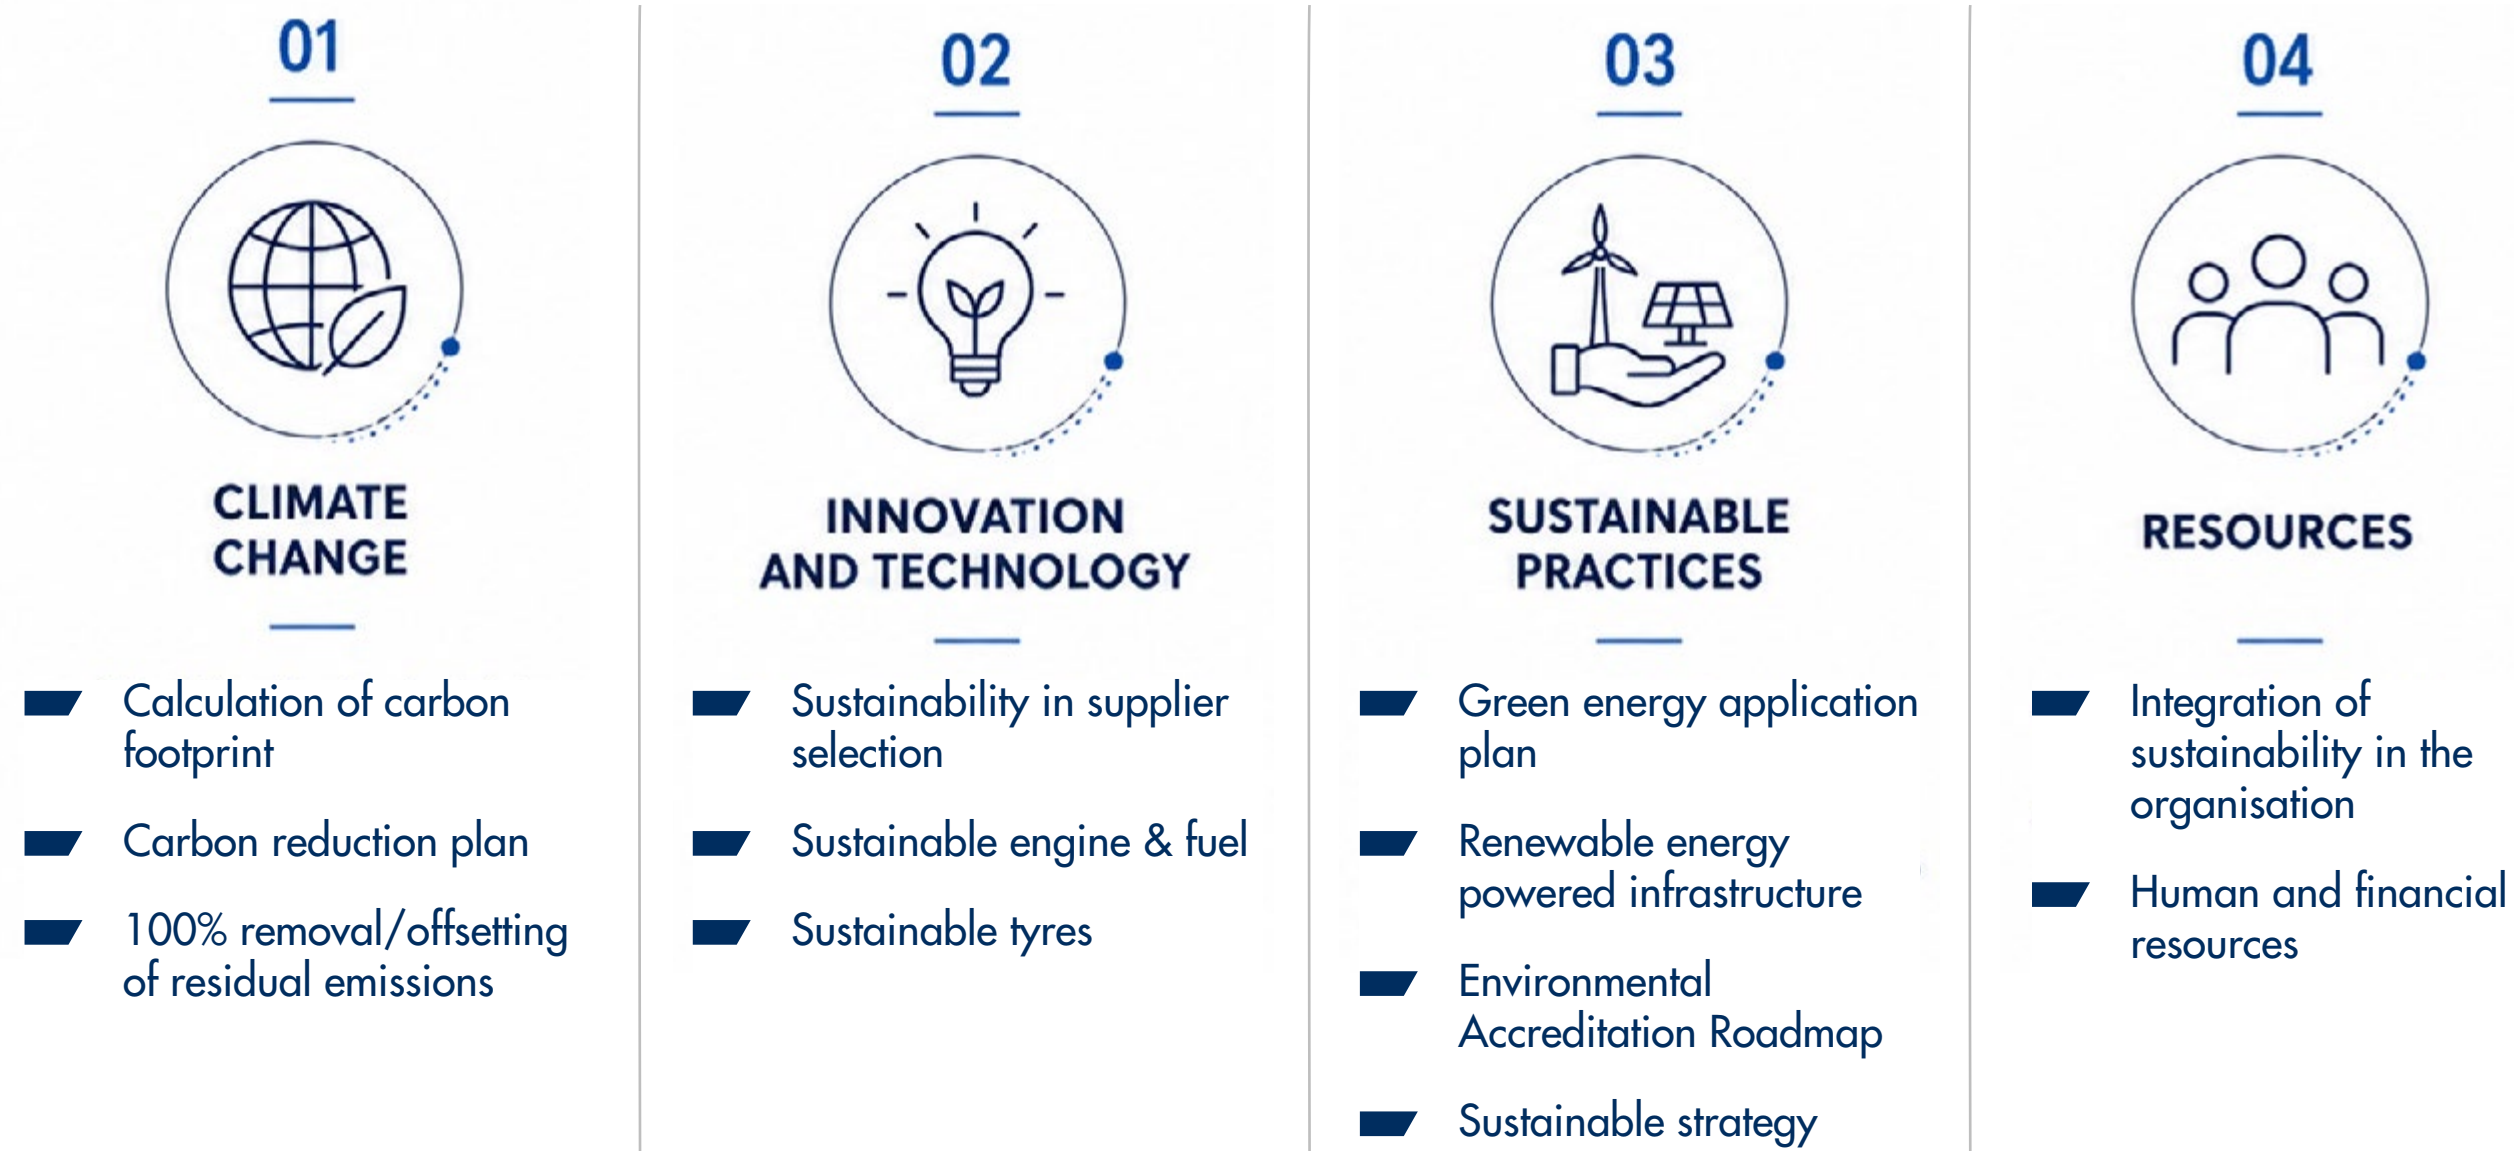 01
CLIMATE
CHANGE
Calculation of carbon
footprint
Carbon reduction plan
100% removal/offsetting
of residual emissions
02
INNOVATION
AND TECHNOLOGY
Sustainability in supplier
selection
Sustainable engine & fuel
Sustainable tyres
03
SUSTAINABLE
PRACTICES
Green energy application
plan
Renewable energy
powered infrastructure
Environmental
Accreditation Roadmap
Sustainable strategy
04
RESOURCES
Integration of
sustainability in the
organisation
Human and financial
resources